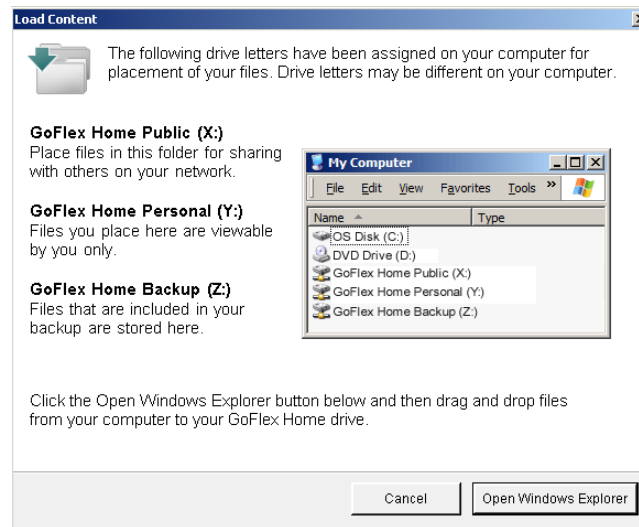 Load Content
The following drive letters have been assigned on your computer for
placement of your files. Drive letters may be different on your computer.
GoFlex Home Public (X:)
Place files in this folder for sharing
with others on your network.
GoFlex Home Personal (Y:)
Files you place here are viewable
by you only.
GoFlex Home Backup (Z:)
Files that are included in your
backup are stored here.
My Computer
File Edit View Favorites Tools »
Name Type
OS Disk (C:)
DVD Drive (D:)
GoFlex Home Public (X:)
GoFlex Home Personal (Y:)
GoFlex Home Backup (Z:)
Click the Open Windows Explorer button below and then drag and drop files
from your computer to your GoFlex Home drive.
Cancel Open Windows Explorer